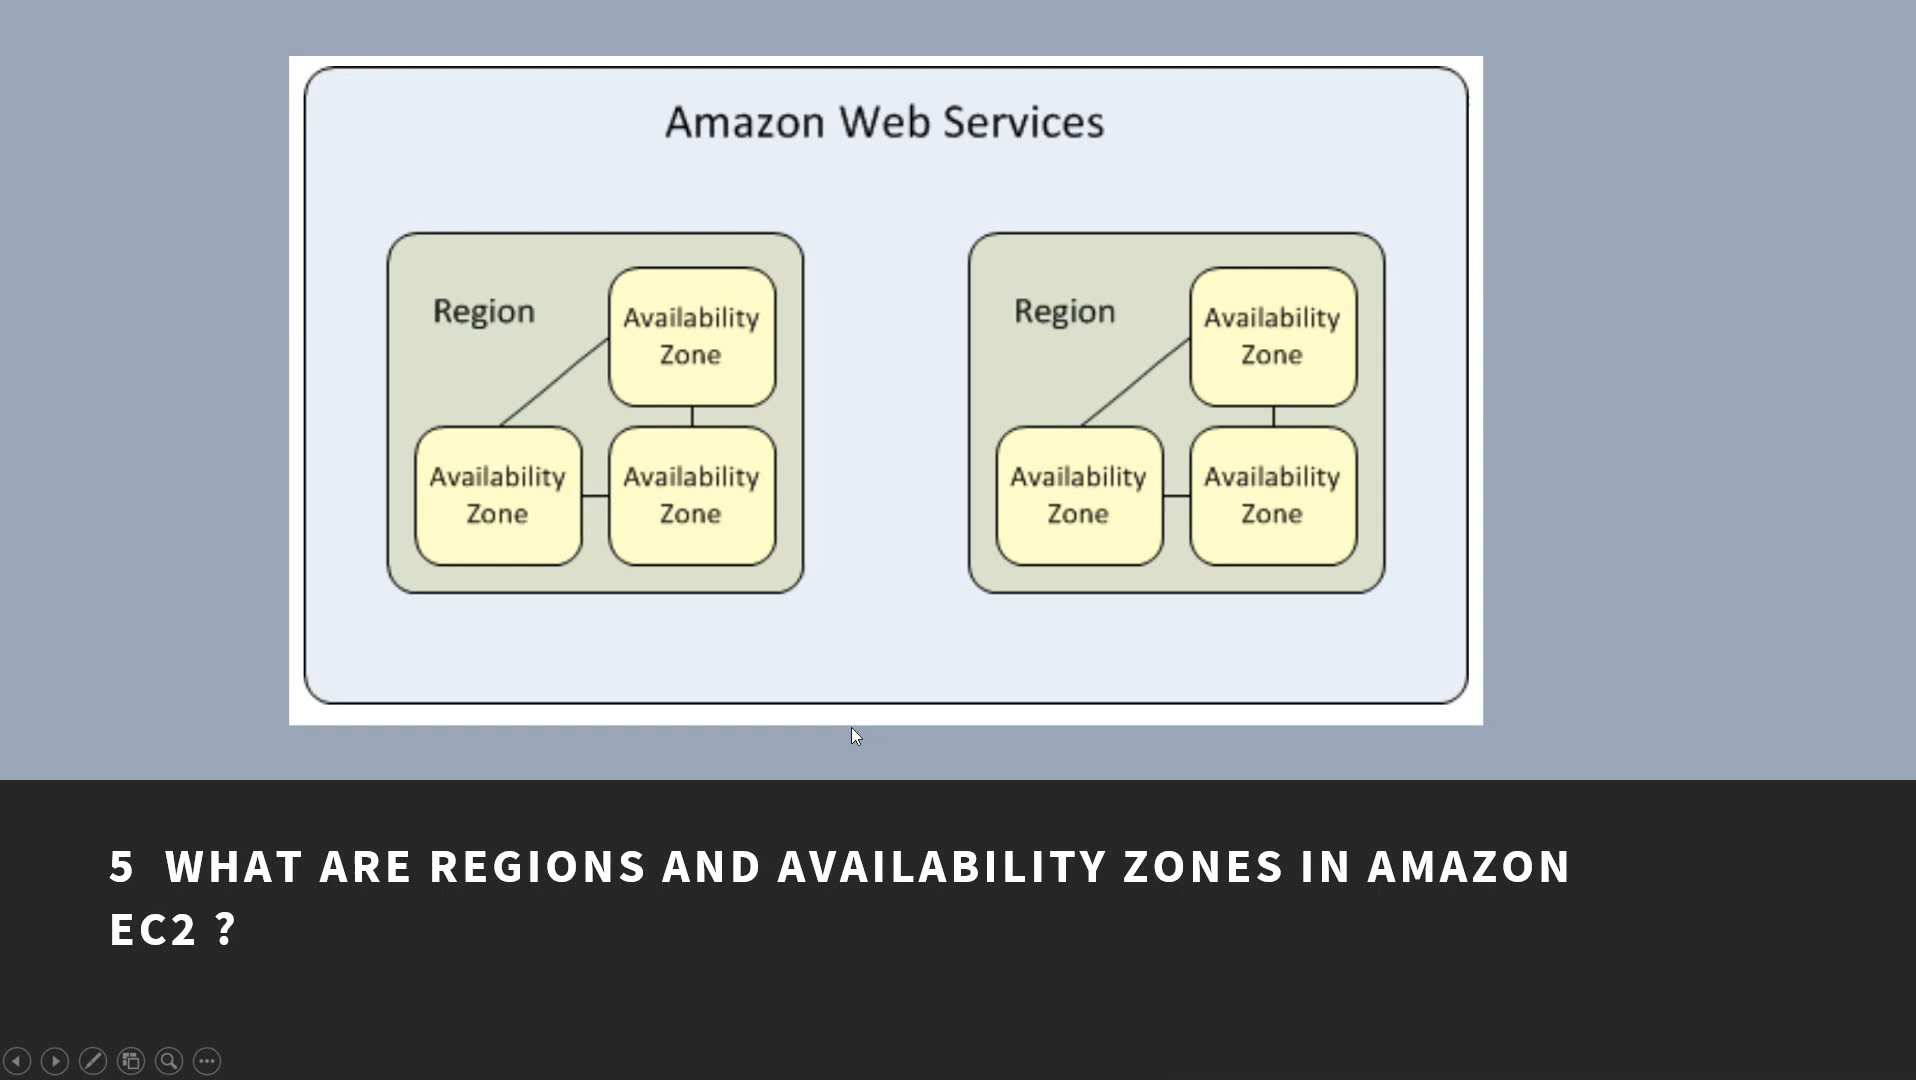 Amazon Web Services
Region
Availability
Zone
Availability
Zone
Availability
Zone
Region
Availability
Zone
Availability
Zone
Availability
Zone
5 WHAT ARE REGIONS AND AVAILABILITY ZONES IN AMAZON
EC2 ?